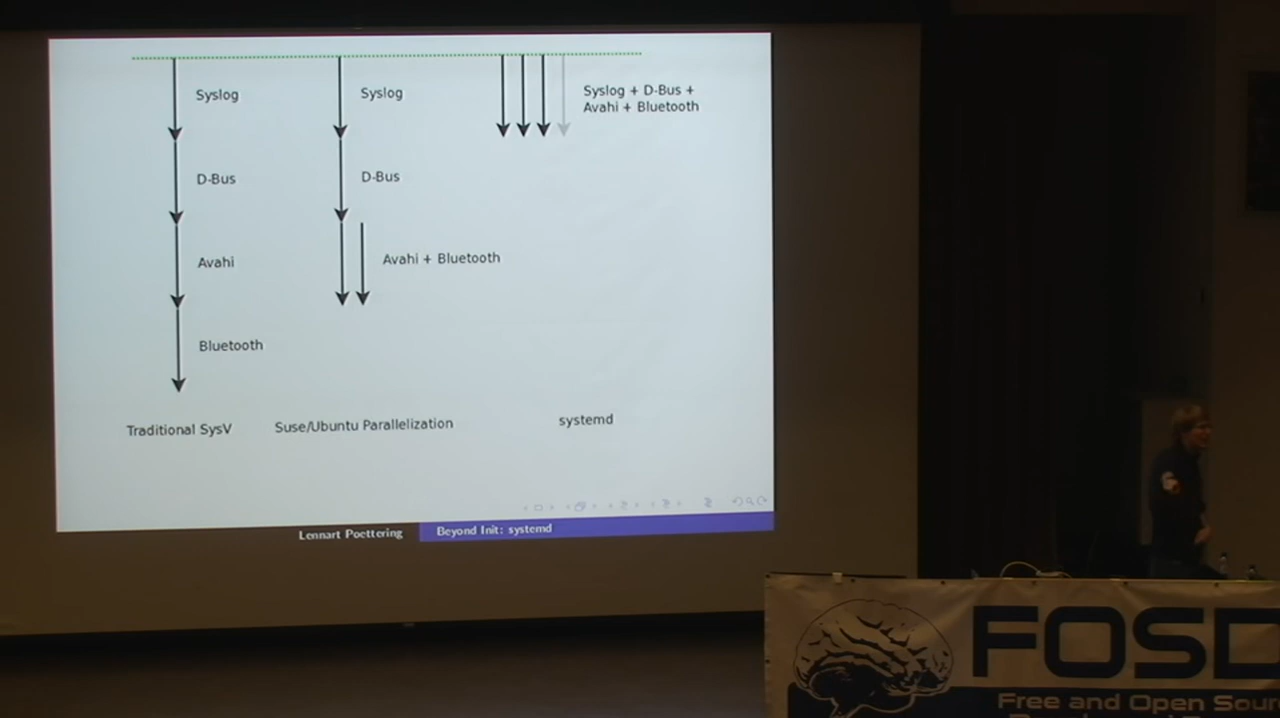 Syslog
Syslog
Syslog + D-Bus +
Avahi + Bluetooth
D-Bus
D-Bus
Avahi
Avahi + Bluetooth
Bluetooth
Traditional SysV
Suse/Ubuntu Parallelization
systemd
Lennart Poettering
Beyond Init: systemd
FOSD
Free and Open Sour